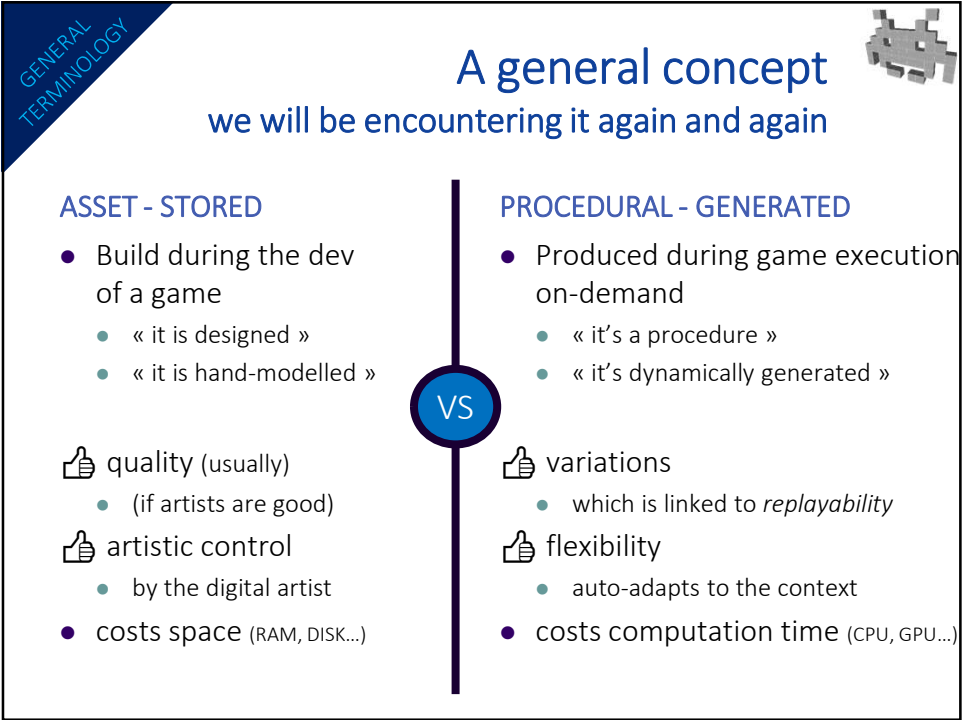 GENERAL
TERMINOLOGY
A general concept
we will be encountering it again and again
ASSET - STORED
Build during the dev
of a game
« it is designed »
« it is hand-modelled »
quality (usually)
(if artists are good)
artistic control
by the digital artist
costs space (RAM, DISK...)
VS
PROCEDURAL - GENERATED
Produced during game execution
on-demand
« it’s a procedure »
« it’s dynamically generated »
variations
which is linked to replayability
flexibility
auto-adapts to the context
costs computation time (CPU, GPU...)